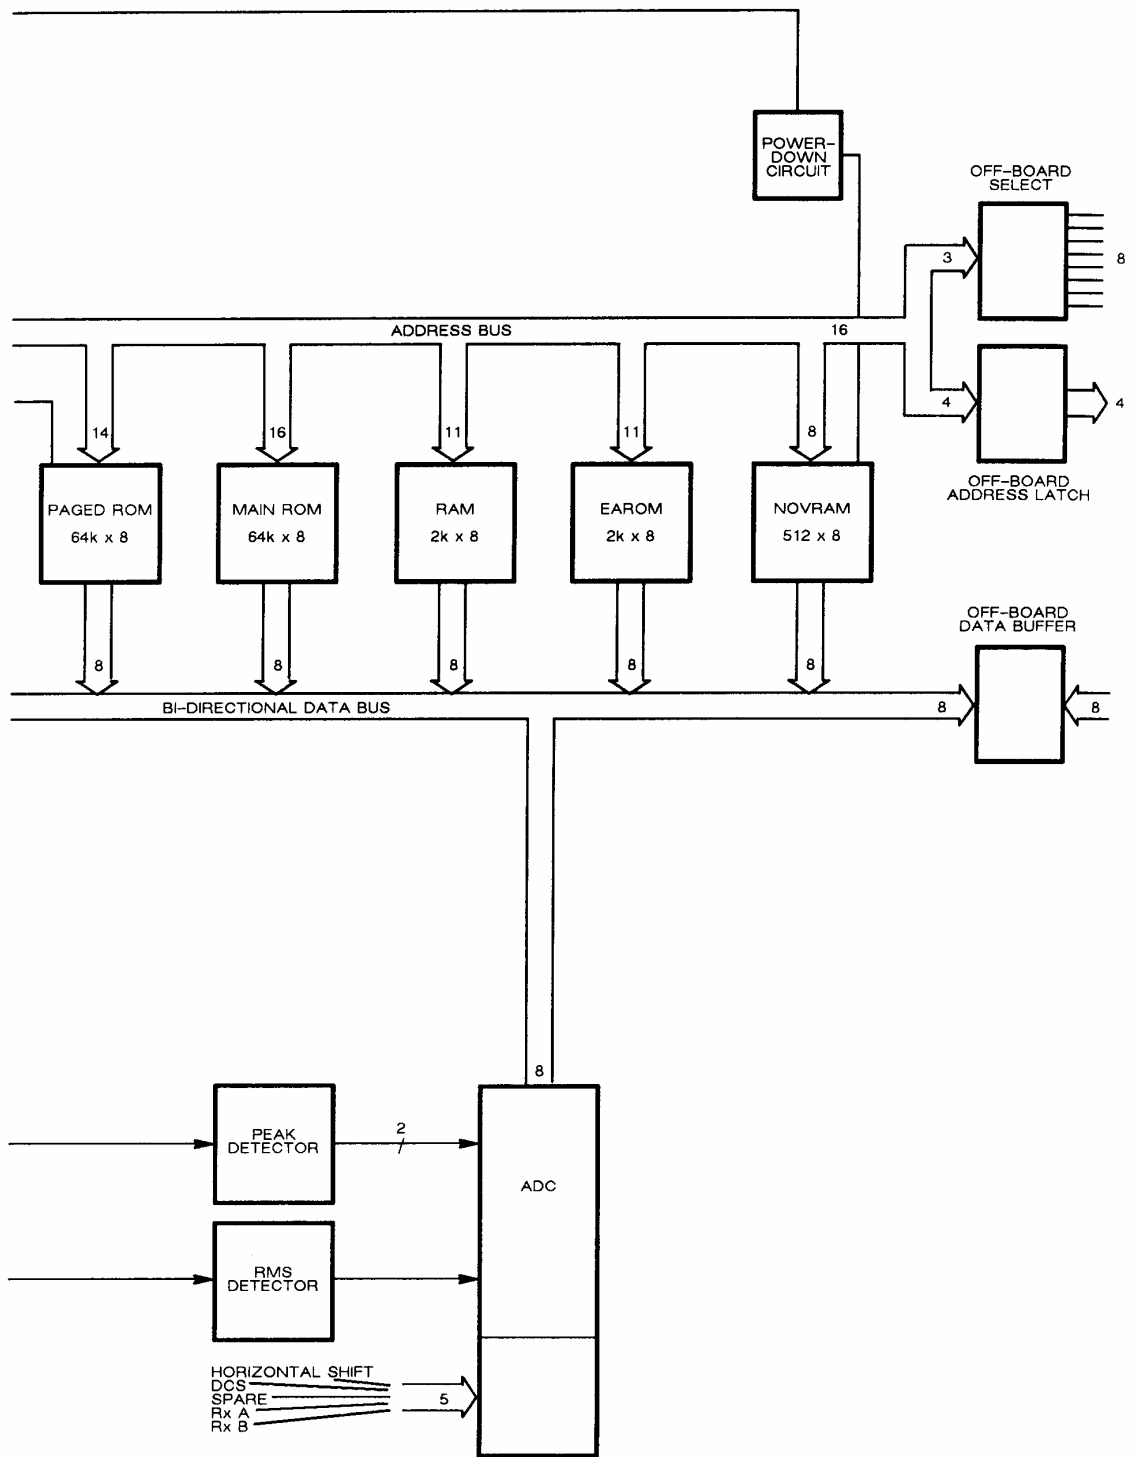 POWER-
DOWN
CIRCUIT
OFF-BOARD
SELECT
3
8
ADDRESS BUS
16
4
4
OFF-BOARD
ADDRESS LATCH
14
16
11
11
8
PAGED ROM
64k x 8
MAIN ROM
64k x 8
RAM
2k x 8
EAROM
2k x 8
NOVRAM
512 x 8
OFF-BOARD
DATA BUFFER
8
8
8
8
8
BI-DIRECTIONAL DATA BUS
8
8
8
PEAK
DETECTOR
2
ADC
RMS
DETECTOR
HORIZONTAL SHIFT
DCS
SPARE
Rx A
Rx B
5